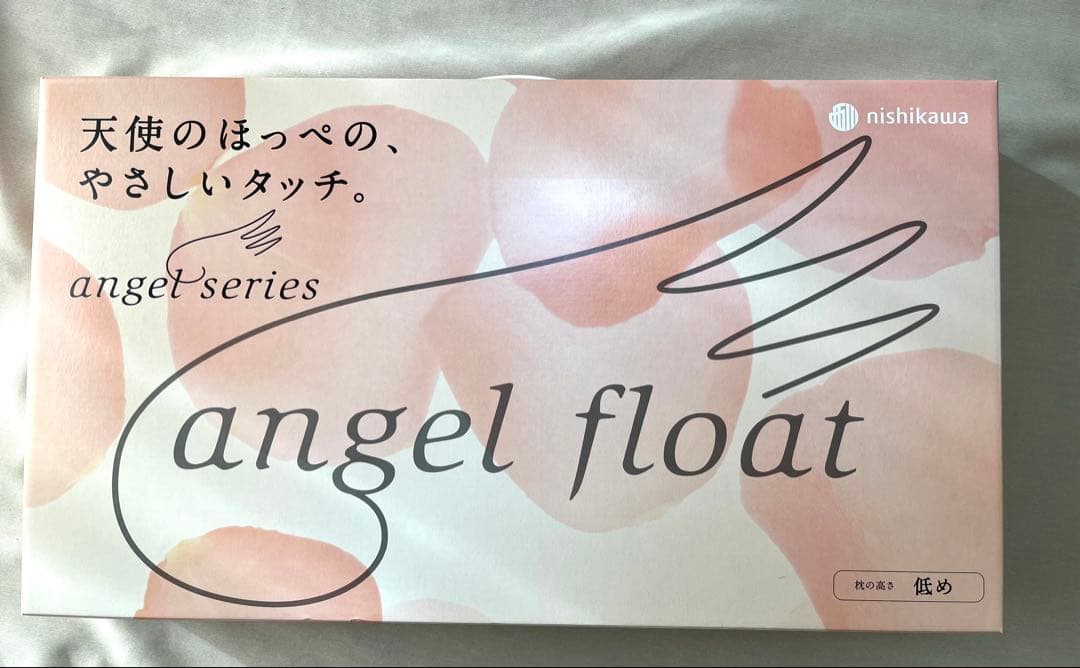 天使のほっぺの、
やさしいタッチ。
nishikawa
angel series
angel float
枕の高さ 低め